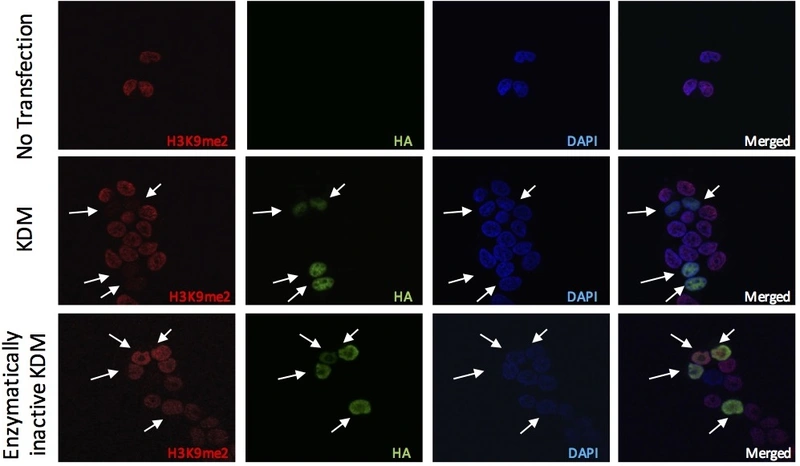 No Transfection
H3K9me2
HA
DAPI
Merged
KDM
H3K9me2
HA
DAPI
Merged
Enzymatically
inactive KDM
H3K9me2
HA
DAPI
Merged